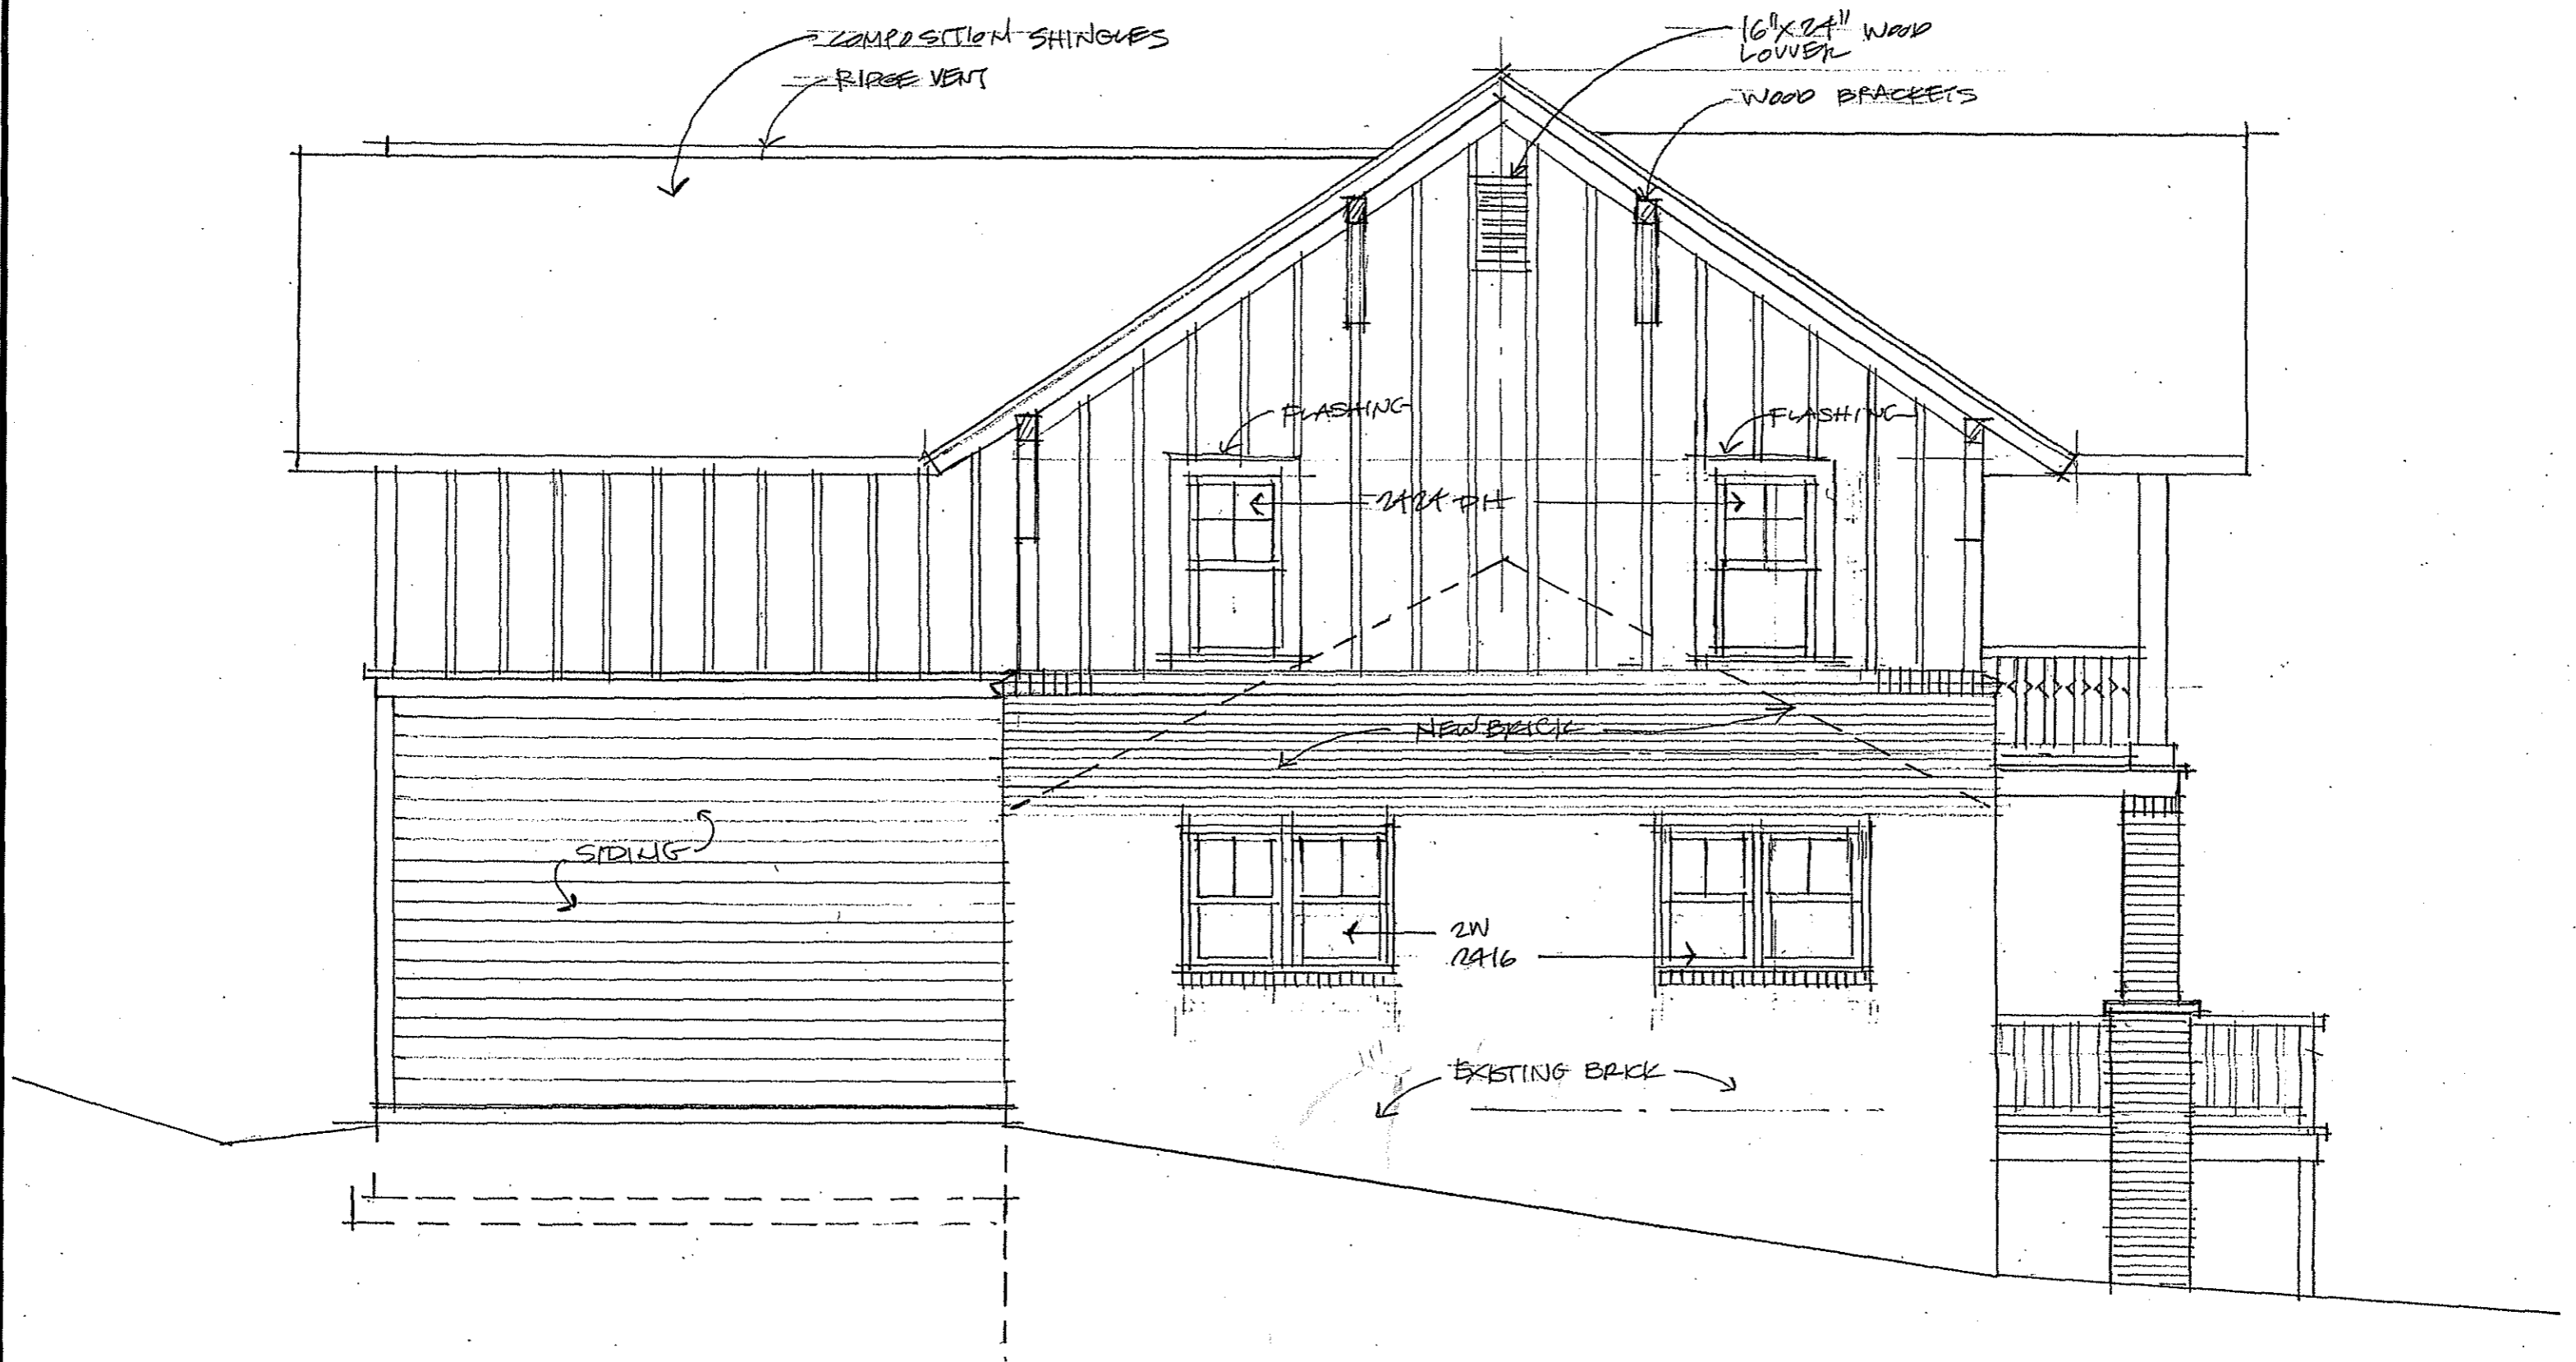 COMPOSITION SHINGLES
RIDGE VENT
16"X24" WOOD
LOUVER
WOOD BRACKETS
FLASHING
FLASHING
2424 DH
NEW BRICK
SIDING
2W
2416
EXISTING BRICK